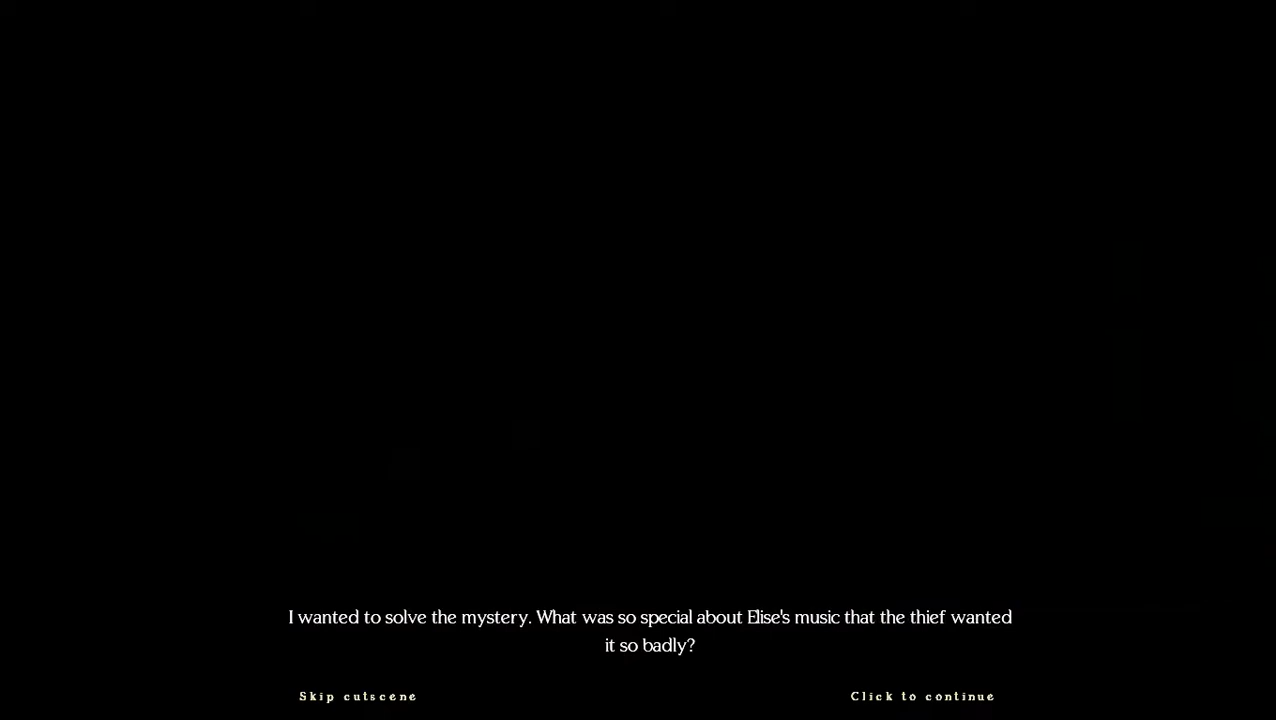 I wanted to solve the mystery. What was so special about Elise's music that the thief wanted
it so badly?
Skip cutscene
Click to continue